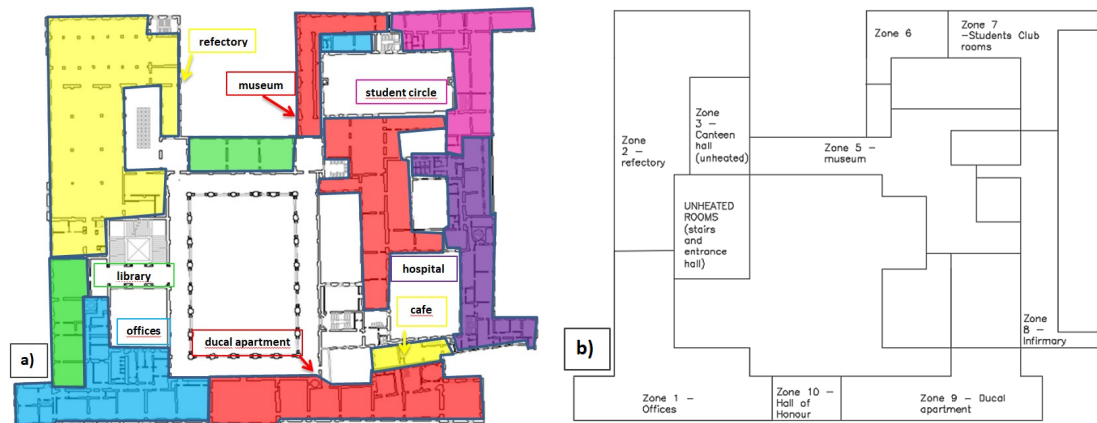 refectory
museum
student circle
library
hospital
offices
cafe
ducal apartment
a)
Zone 6
Zone 7
-Students Club
rooms
Zone
3 -
Canteen
hall
(unheated)
Zone
2 -
refectory
Zone 5 -
museum
UNHEATED
ROOMS
(stairs
and
entrance
hall)
Zone
8 -
Infirmary
b)
Zone 1 -
Offices
Zone 10 -
Hall of
Honour
Zone 9 - Ducal
apartment